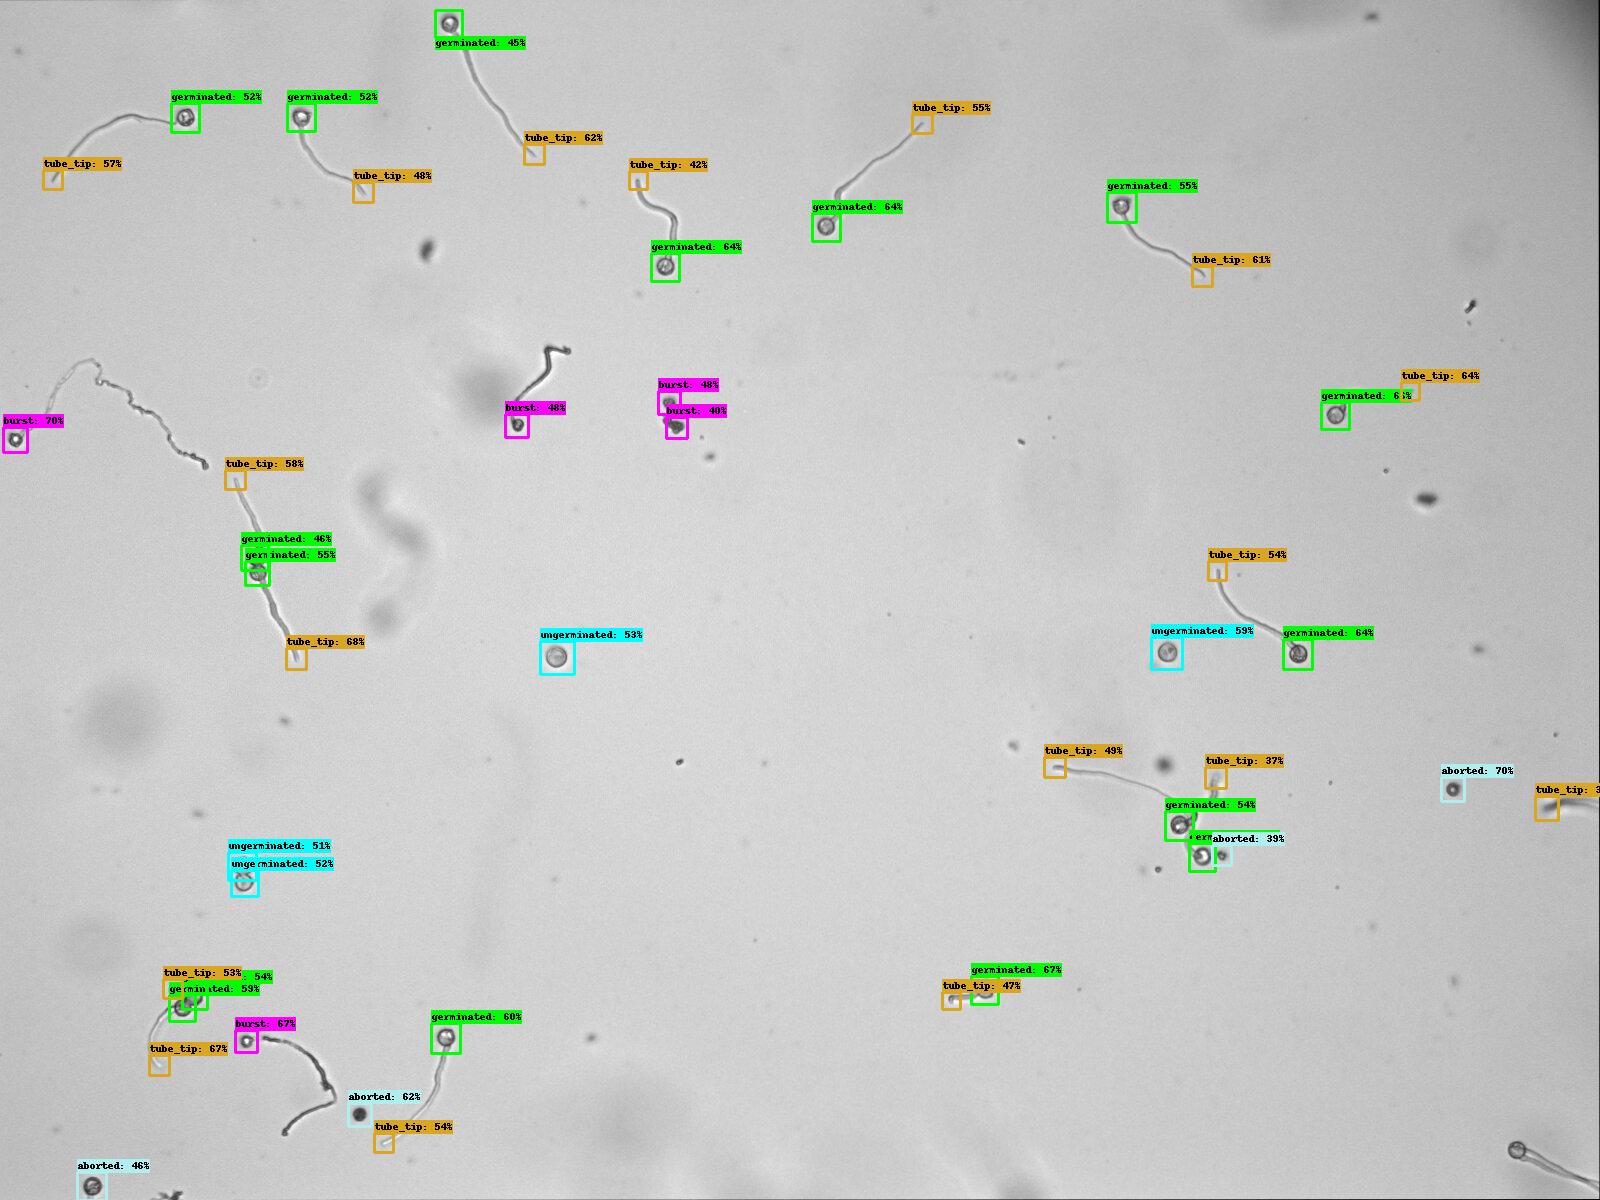 germinated: 45%
germinated: 52%
germinated: 52%
tube_tip: 55%
tube_tip: 62%
tube_tip: 57%
tube_tip: 42%
tube_tip: 48%
germinated: 55%
germinated: 64%
germinated: 64%
tube_tip: 61%
tube_tip: 64%
burst: 48%
germinated:
burst: 48%
burst: 40%
burst: 70%
tube_tip: 58%
germinated: 46%
germinated: 55%
tube_tip: 54%
ungerminated: 59%
germinated: 64%
ungerminated: 53%
tube_tip: 68%
tube_tip: 49%
tube_tip: 37%
aborted: 70%
tube_tip:
germinated: 54%
aborted: 39%
ungerminated: 51%
ungerminated: 52%
germinated: 67%
tube_tip: 53%
54%
tube_tip: 47%
germinated: 59%
germinated: 60%
burst: 67%
tube_tip: 67%
aborted: 62%
tube_tip: 54%
aborted: 46%